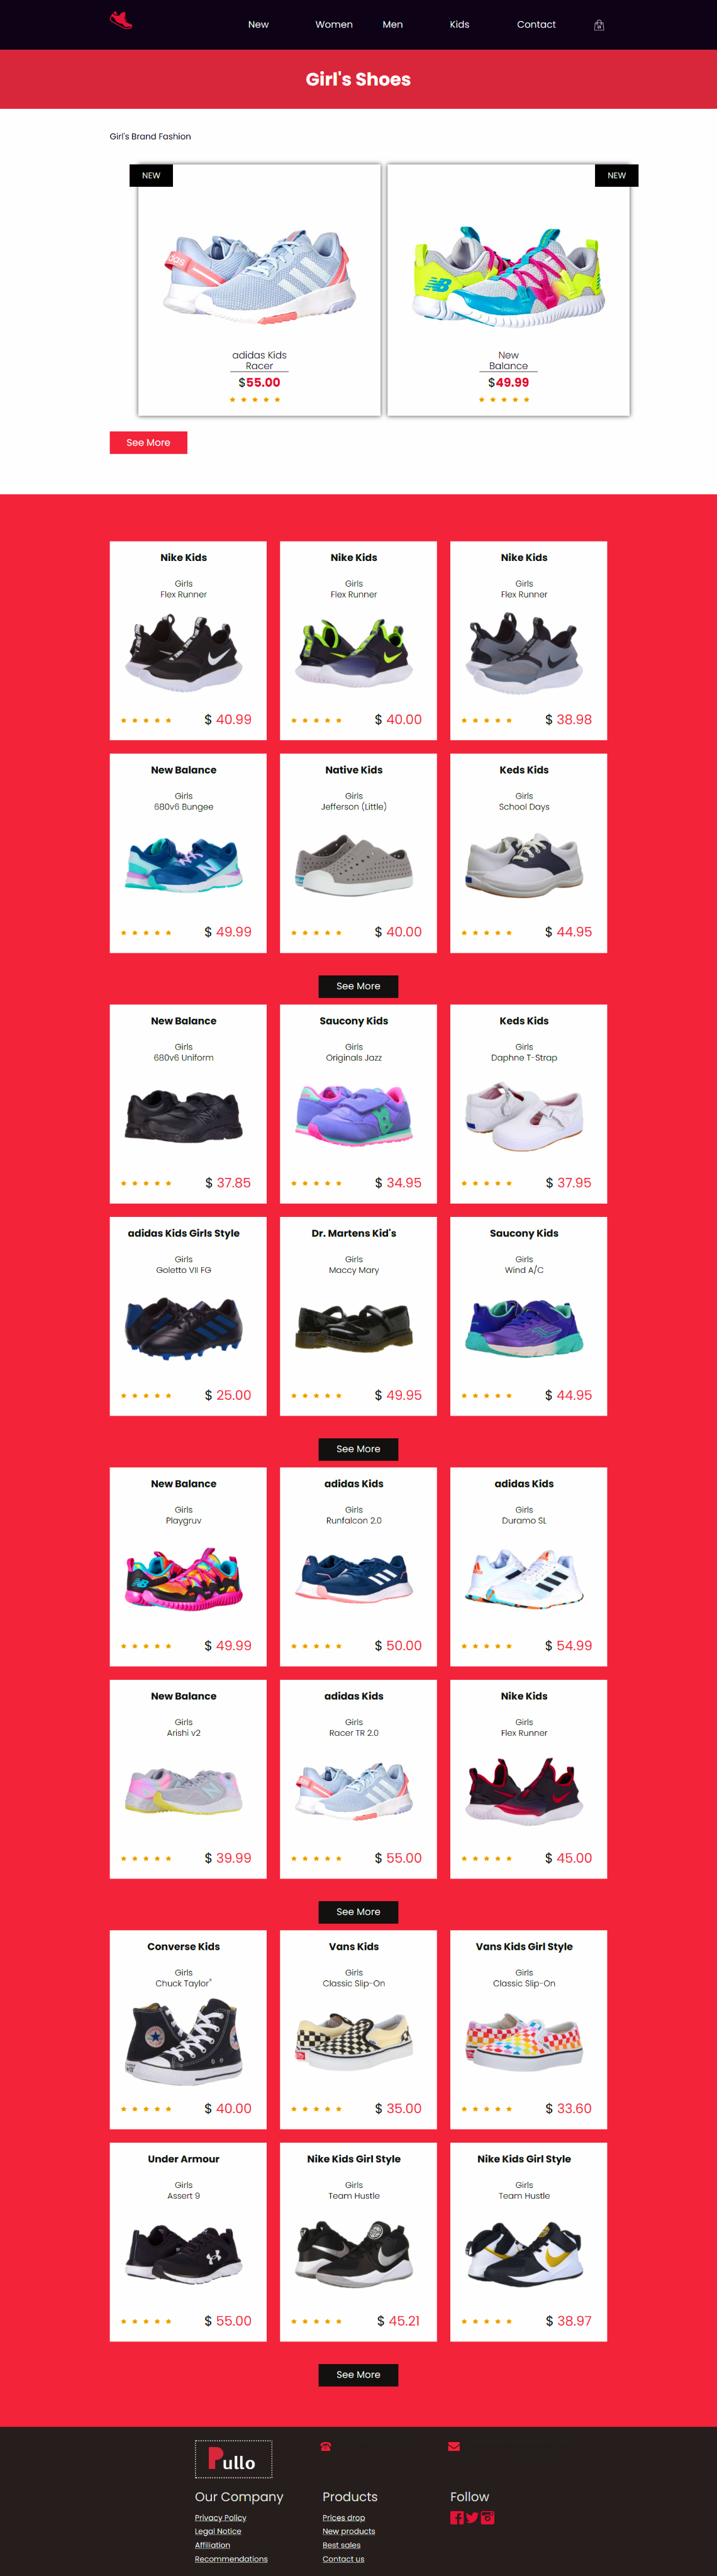 New Women Men Kids Contact
Girl's Shoes
Girl's Brand Fashion
NEW
NEW
adidas Kids
Racer
$55.00
New
Balance
$49.99
See More
Nike Kids
Girls
Flex Runner
$ 40.99
Nike Kids
Girls
Flex Runner
$ 40.00
Nike Kids
Girls
Flex Runner
$ 38.98
New Balance
Girls
680v6 Bungee
$ 49.99
Native Kids
Girls
Jefferson (Little)
$ 40.00
Keds Kids
Girls
School Days
$ 44.95
See More
New Balance
Girls
680v6 Uniform
$ 37.85
Saucony Kids
Girls
Originals Jazz
$ 34.95
Keds Kids
Girls
Daphne T-Strap
$ 37.95
adidas Kids Girls Style
Girls
Goletto VII FG
$ 25.00
Dr. Martens Kid's
Girls
Maccy Mary
$ 49.95
Saucony Kids
Girls
Wind A/C
$ 44.95
See More
New Balance
Girls
Playgruv
$ 49.99
adidas Kids
Girls
Runfalcon 2.0
$ 50.00
adidas Kids
Girls
Duramo SL
$ 54.99
New Balance
Girls
Arishi v2
$ 39.99
adidas Kids
Girls
Racer TR 2.0
$ 55.00
Nike Kids
Girls
Flex Runner
$ 45.00
See More
Converse Kids
Girls
Chuck Taylor®
$ 40.00
Vans Kids
Girls
Classic Slip-On
$ 35.00
Vans Kids Girl Style
Girls
Classic Slip-On
$ 33.60
Under Armour
Girls
Assert 9
$ 55.00
Nike Kids Girl Style
Girls
Team Hustle
$ 45.21
Nike Kids Girl Style
Girls
Team Hustle
$ 38.97
See More
Pullo
Our Company
Privacy Policy
Legal Notice
Affiliation
Recommendations
Products
Prices drop
New products
Best sales
Contact us
Follow